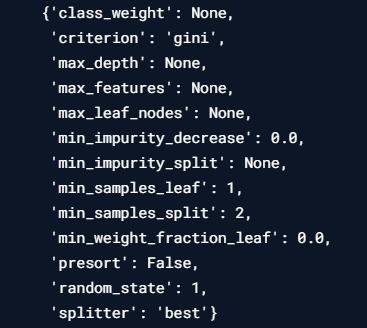 {'class_weight': None,
'criterion': 'gini',
'max_depth': None,
'max_features': None,
'max_leaf_nodes': None,
'min_impurity_decrease': 0.0,
'min_impurity_split': None,
'min_samples_leaf': 1,
'min_samples_split': 2,
'min_weight_fraction_leaf': 0.0,
'presort': False,
'random_state': 1,
'splitter': 'best'}